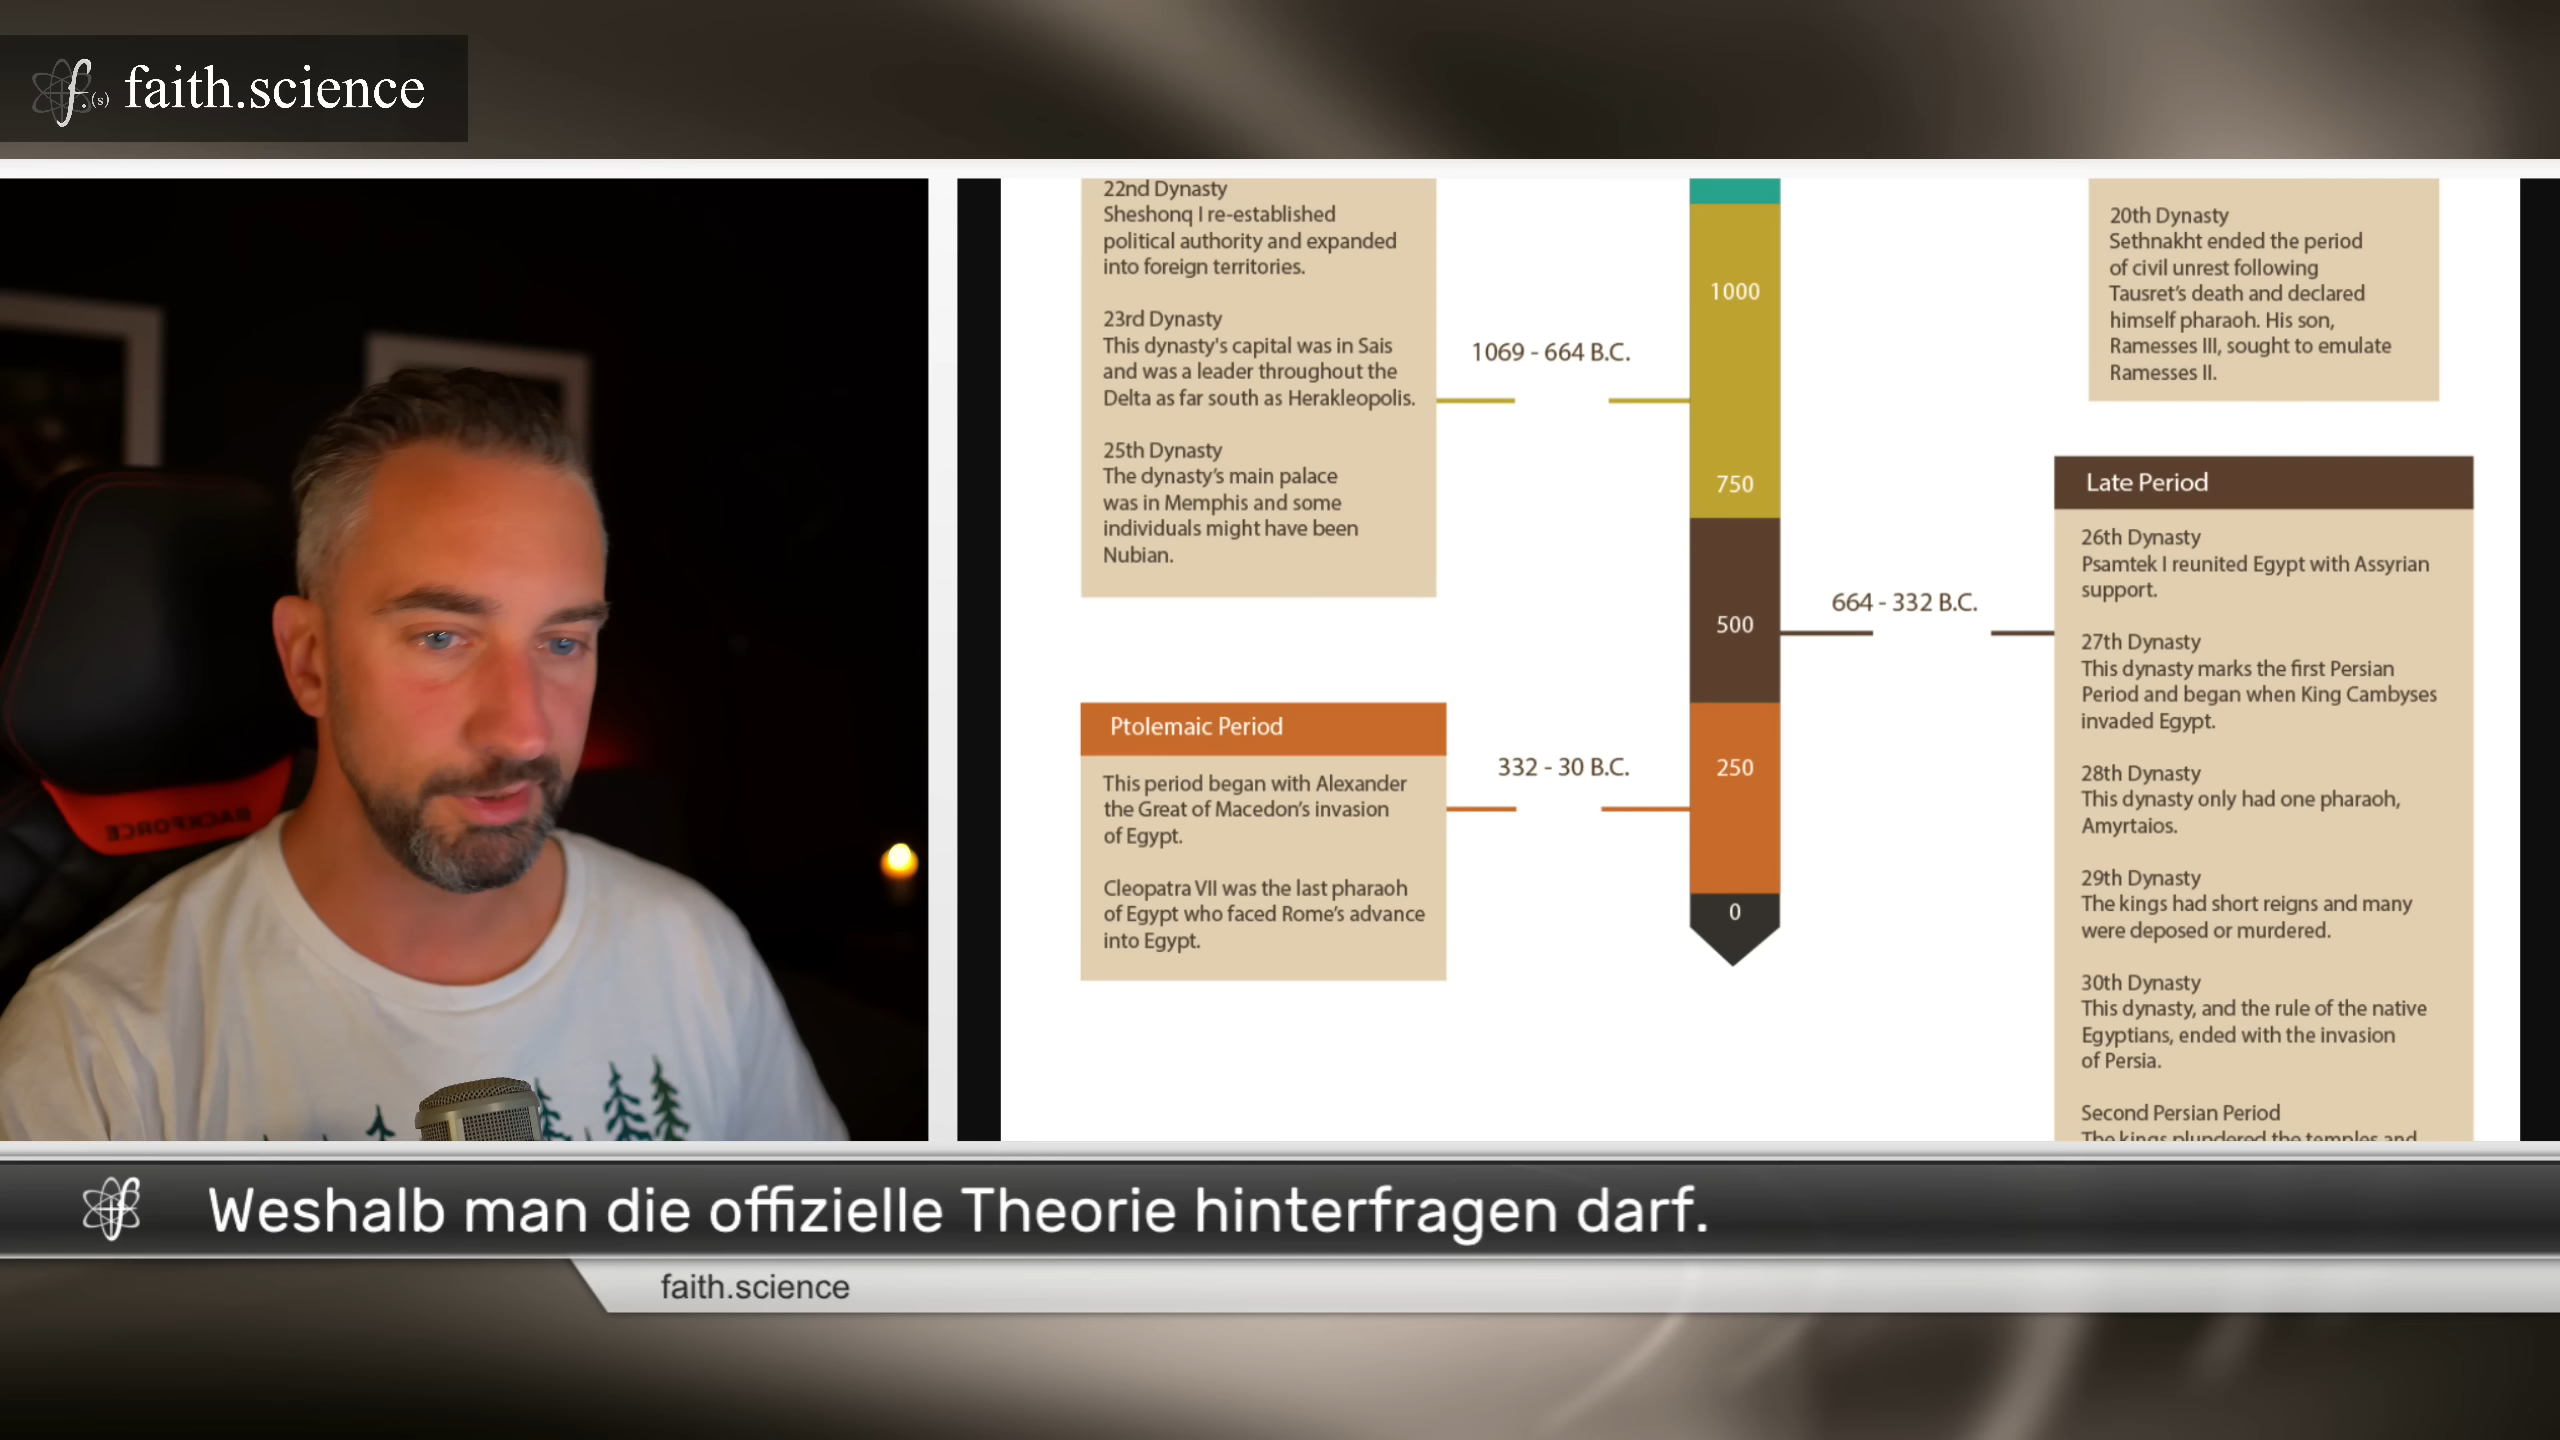 f.(s) faith.science
22nd Dynasty
Sheshonq I re-established
political authority and expanded
into foreign territories.
23rd Dynasty
This dynasty's capital was in Sais
and was a leader throughout the
Delta as far south as Herakleopolis.
25th Dynasty
The dynasty's main palace
was in Memphis and some
individuals might have been
Nubian.
1069 - 664 B.C.
Ptolemaic Period
This period began with Alexander
the Great of Macedon's invasion
of Egypt.
Cleopatra VII was the last pharaoh
of Egypt who faced Rome's advance
into Egypt.
332 - 30 B.C.
1000
750
500
250
0
20th Dynasty
Sethnakht ended the period
of civil unrest following
Tausret's death and declared
himself pharaoh. His son,
Ramesses III, sought to emulate
Ramesses II.
664 - 332 B.C.
Late Period
26th Dynasty
Psamtek I reunited Egypt with Assyrian
support.
27th Dynasty
This dynasty marks the first Persian
Period and began when King Cambyses
invaded Egypt.
28th Dynasty
This dynasty only had one pharaoh,
Amyrtaios.
29th Dynasty
The kings had short reigns and many
were deposed or murdered.
30th Dynasty
This dynasty, and the rule of the native
Egyptians, ended with the invasion
of Persia.
Second Persian Period
The kings plundered the temples and
BACKFORCE
Weshalb man die offizielle Theorie hinterfragen darf.
faith.science